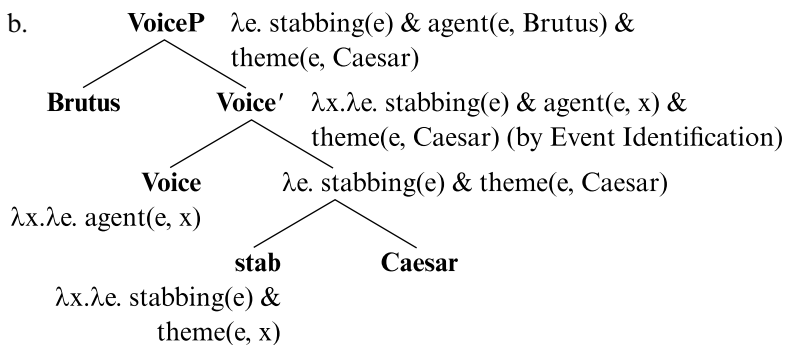 b. VoiceP λe. stabbing(e) & agent(e, Brutus) &
theme(e, Caesar)
Brutus Voice′ λx.λe. stabbing(e) & agent(e, x) &
theme(e, Caesar) (by Event Identification)
Voice λe. stabbing(e) & theme(e, Caesar)
λx.λe. agent(e, x)
stab Caesar
λx.λe. stabbing(e) &
theme(e, x)